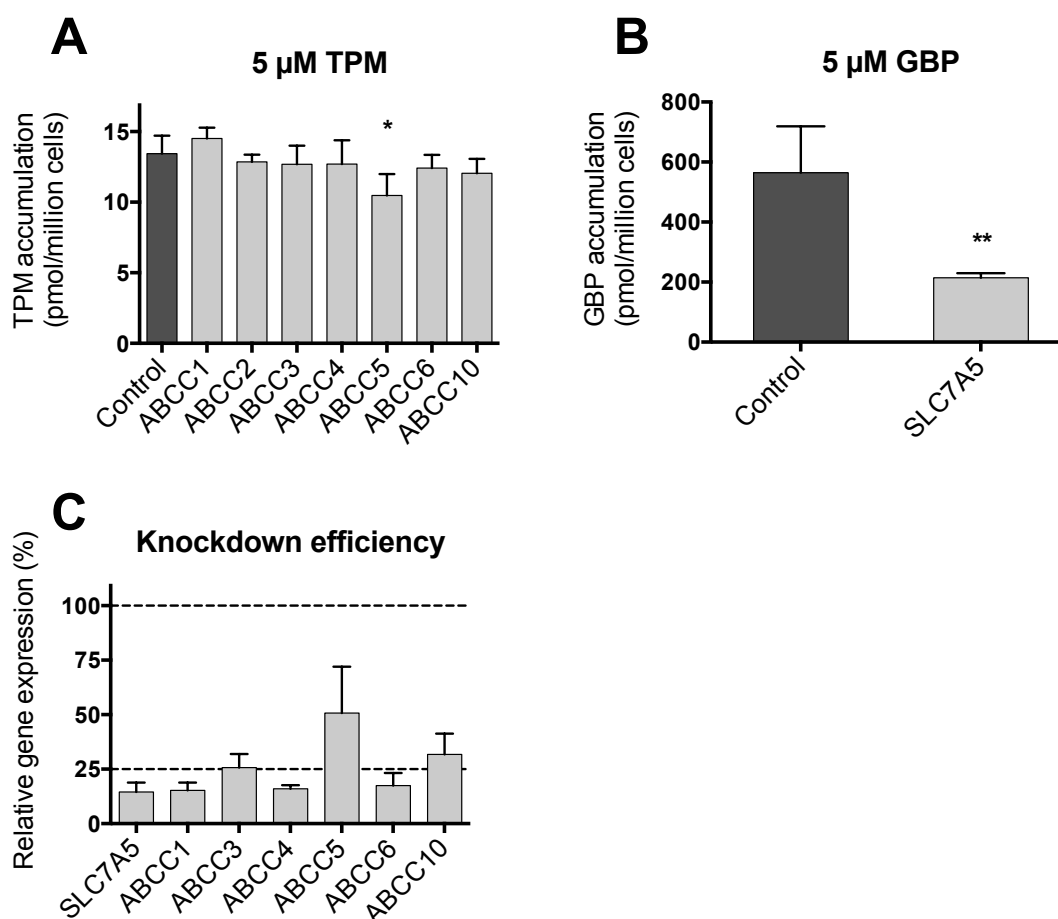 A
5 µM TPM
TPM accumulation
(pmol/million cells)
15
10
5
0
*
Control
ABCC1
ABCC2
ABCC3
ABCC4
ABCC5
ABCC6
ABCC10
B
5 µM GBP
GBP accumulation
(pmol/million cells)
800
600
400
200
0
**
Control
SLC7A5
C
Knockdown efficiency
Relative gene expression (%)
100
75
50
25
0
SLC7A5
ABCC1
ABCC3
ABCC4
ABCC5
ABCC6
ABCC10